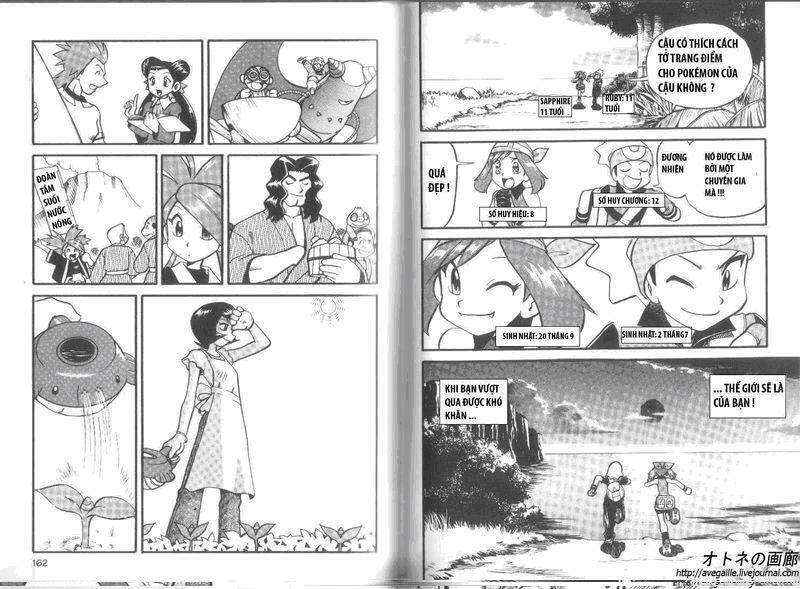 CẬU CÓ THÍCH CÁCH
TỚ TRANG ĐIỂM
CHO POKÉMON CỦA
CẬU KHÔNG ?
RUBY: 11
TUỔI
SAPPHIRE
11 TUỔI
NÓ ĐƯỢC LÀM
BỞI MỘT
CHUYÊN GIA
MÀ !!!
ĐƯƠNG
NHIÊN
QUÁ
ĐẸP !
SỐ HUY CHƯƠNG: 12
SỐ HUY HIỆU: 8
SINH NHẬT: 2 THÁNG7
SINH NHẬT: 20 THÁNG 9
KHI BẠN VƯỢT
QUA ĐƯỢC KHÓ
KHĂN ...
... THẾ GIỚI SẼ LÀ
CỦA BẠN !
ĐOÀN
TẮM
SUỐI
NƯỚC
NÓNG
162
オトネの画廊
http://avegaille.livejournal.com